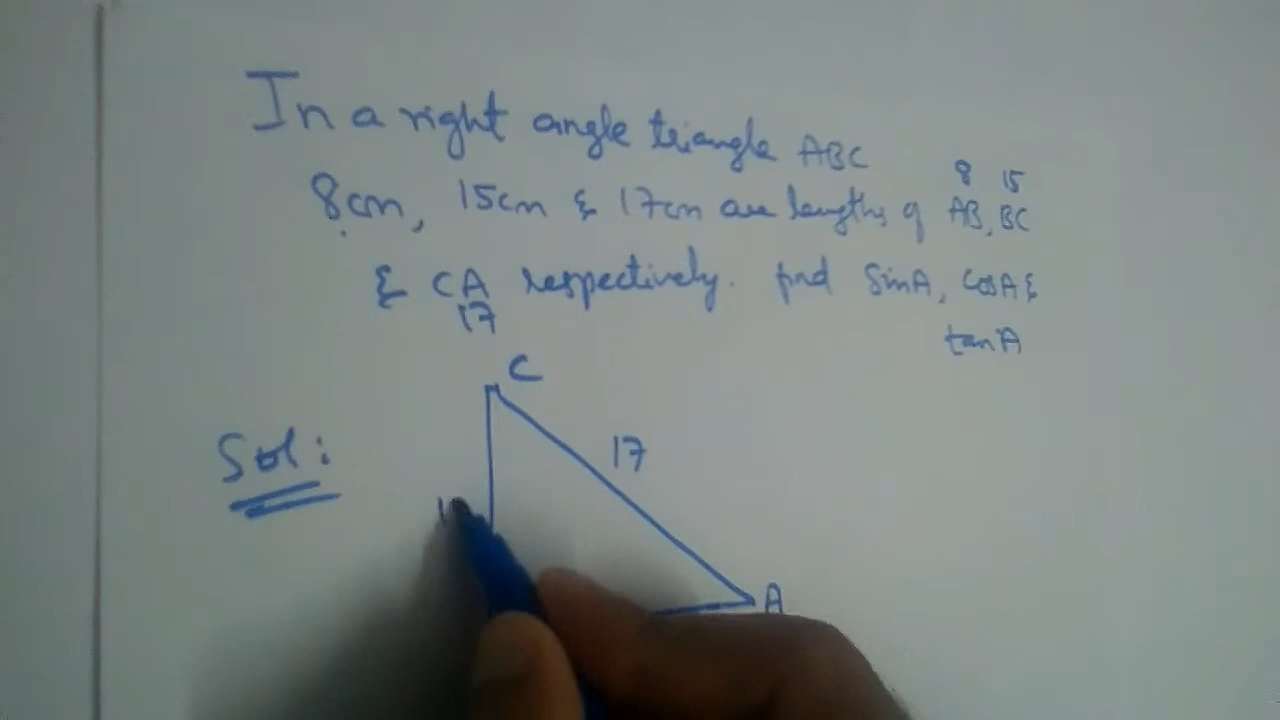 In a right angle triangle ABC
8 15
8cm, 15cm & 17cm are lengths of AB, BC
& CA respectively. find SinA, CosA &
17
tanA
C
Sol:
17
A